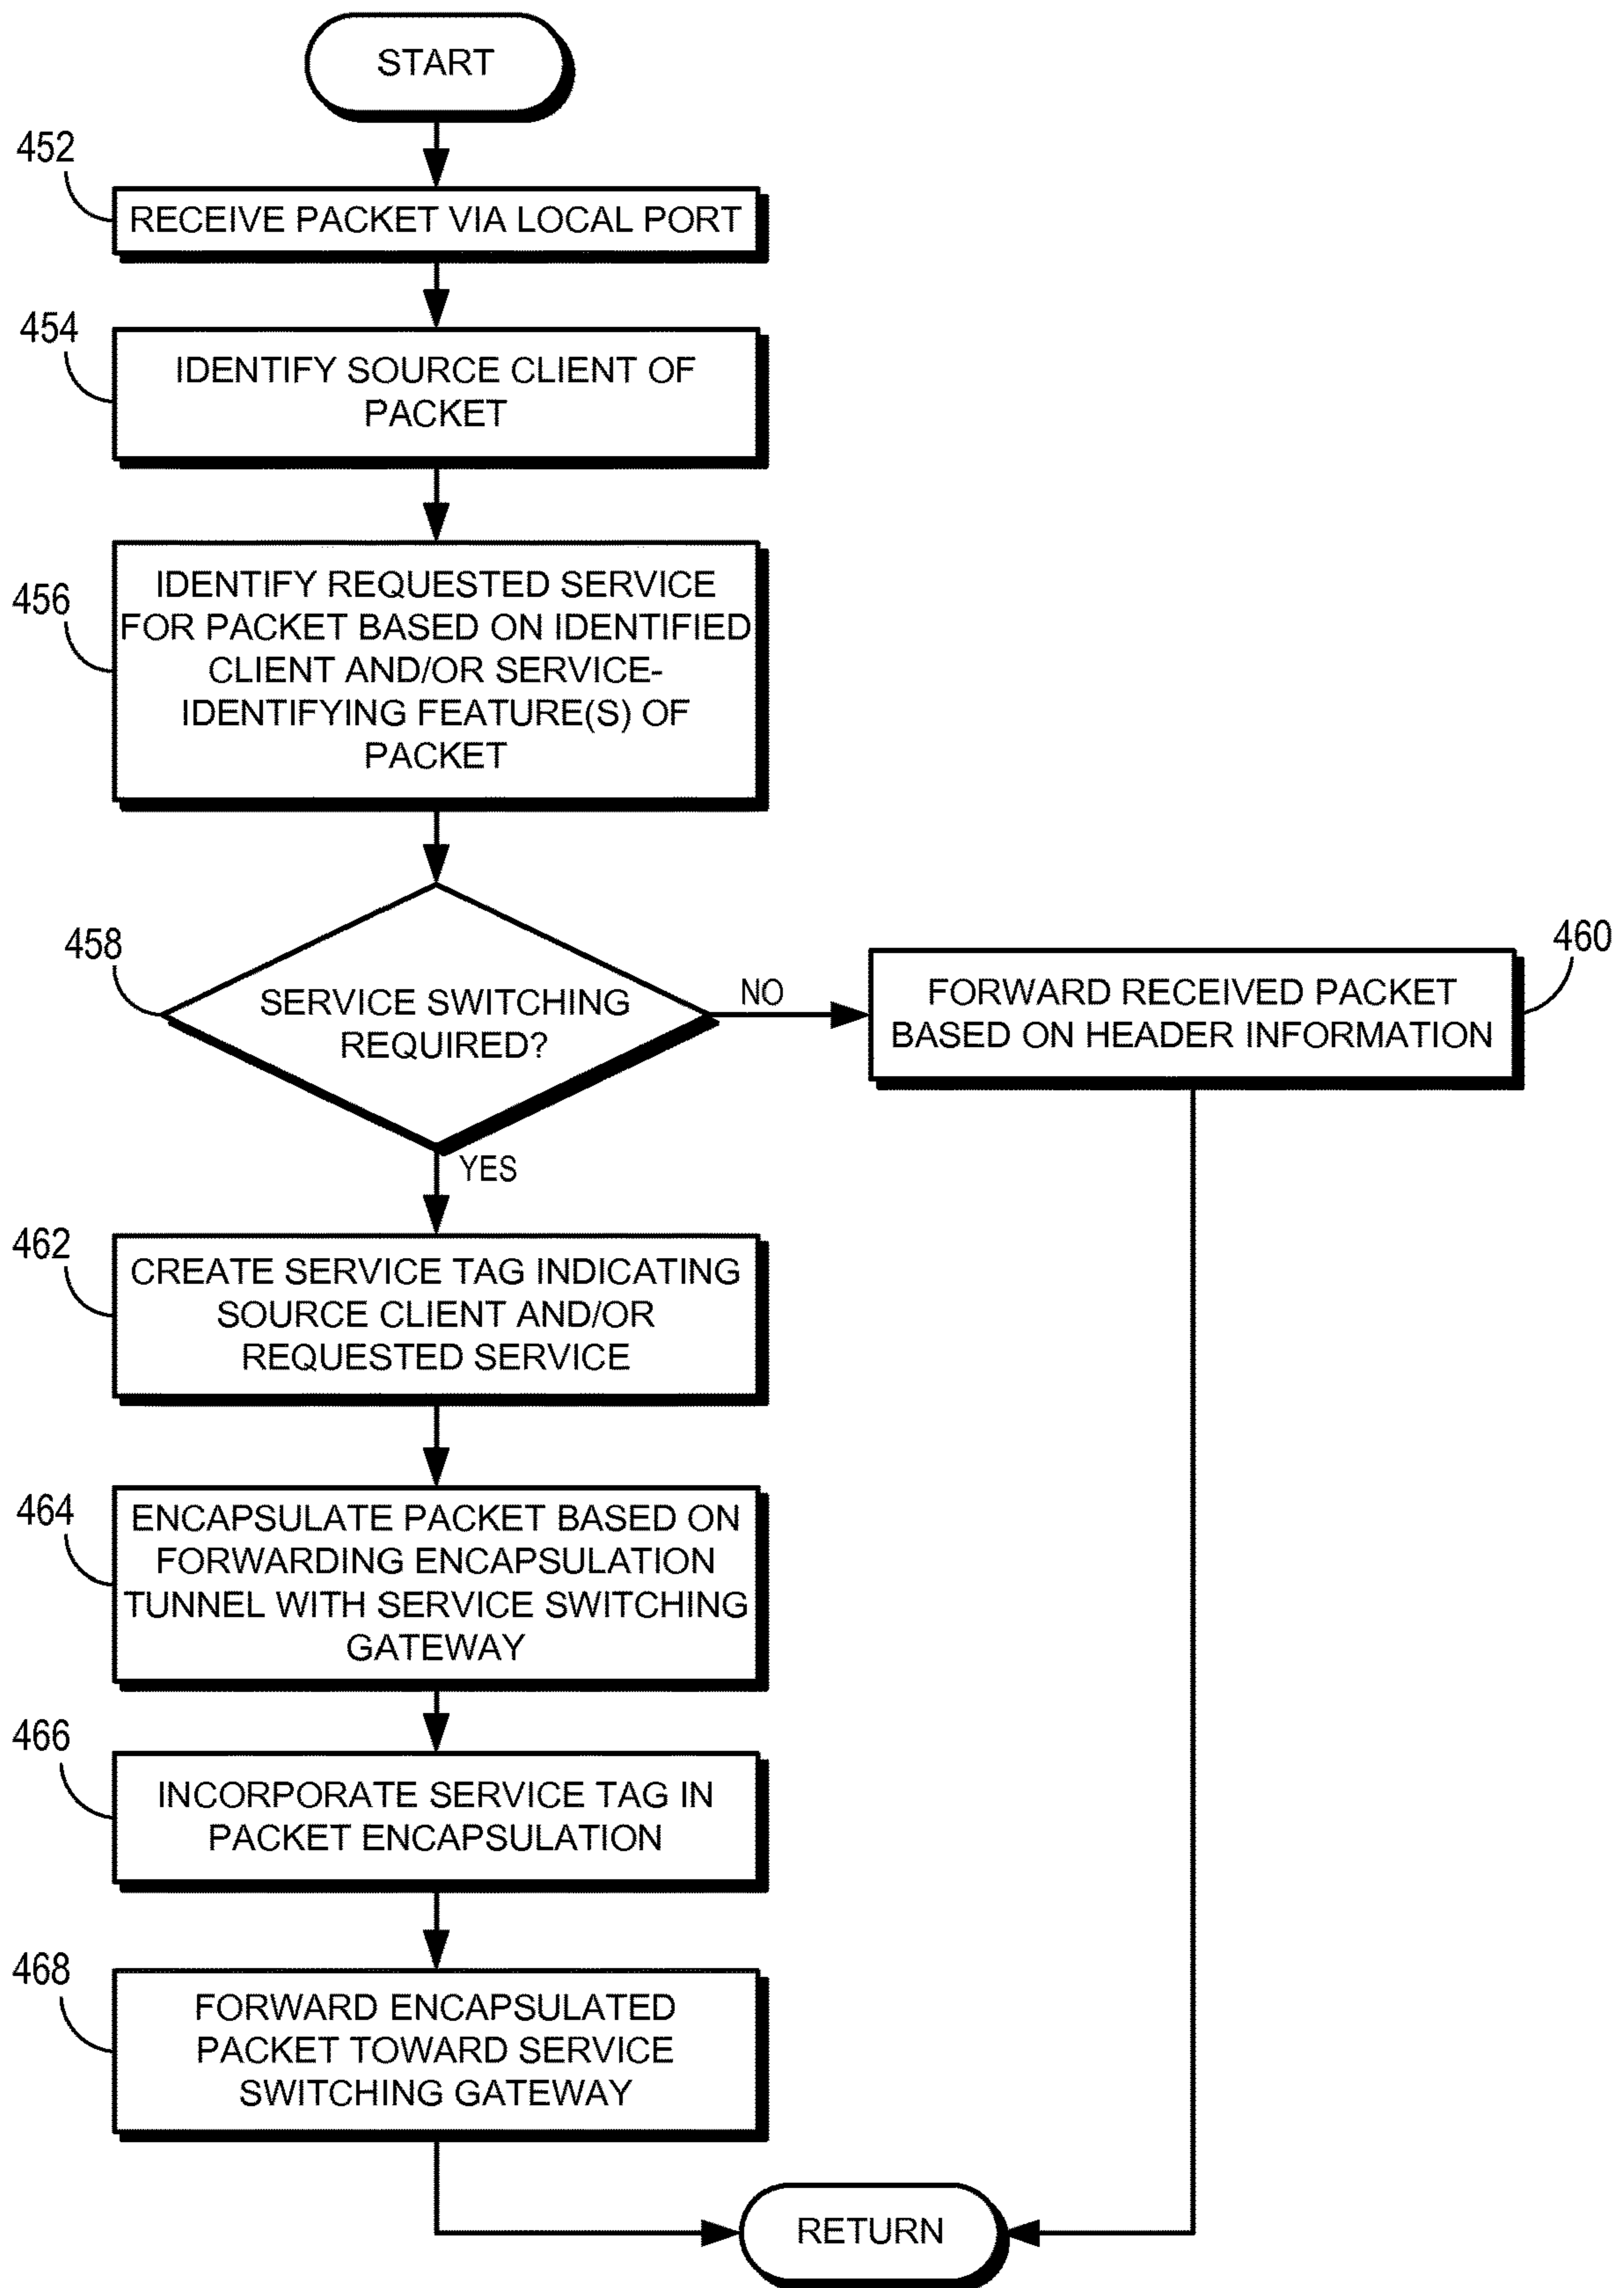 START
452
RECEIVE PACKET VIA LOCAL PORT
454
IDENTIFY SOURCE CLIENT OF
PACKET
456
IDENTIFY REQUESTED SERVICE
FOR PACKET BASED ON IDENTIFIED
CLIENT AND/OR SERVICE-
IDENTIFYING FEATURE(S) OF
PACKET
458
SERVICE SWITCHING
REQUIRED?
NO
460
FORWARD RECEIVED PACKET
BASED ON HEADER INFORMATION
YES
462
CREATE SERVICE TAG INDICATING
SOURCE CLIENT AND/OR
REQUESTED SERVICE
464
ENCAPSULATE PACKET BASED ON
FORWARDING ENCAPSULATION
TUNNEL WITH SERVICE SWITCHING
GATEWAY
466
INCORPORATE SERVICE TAG IN
PACKET ENCAPSULATION
468
FORWARD ENCAPSULATED
PACKET TOWARD SERVICE
SWITCHING GATEWAY
RETURN